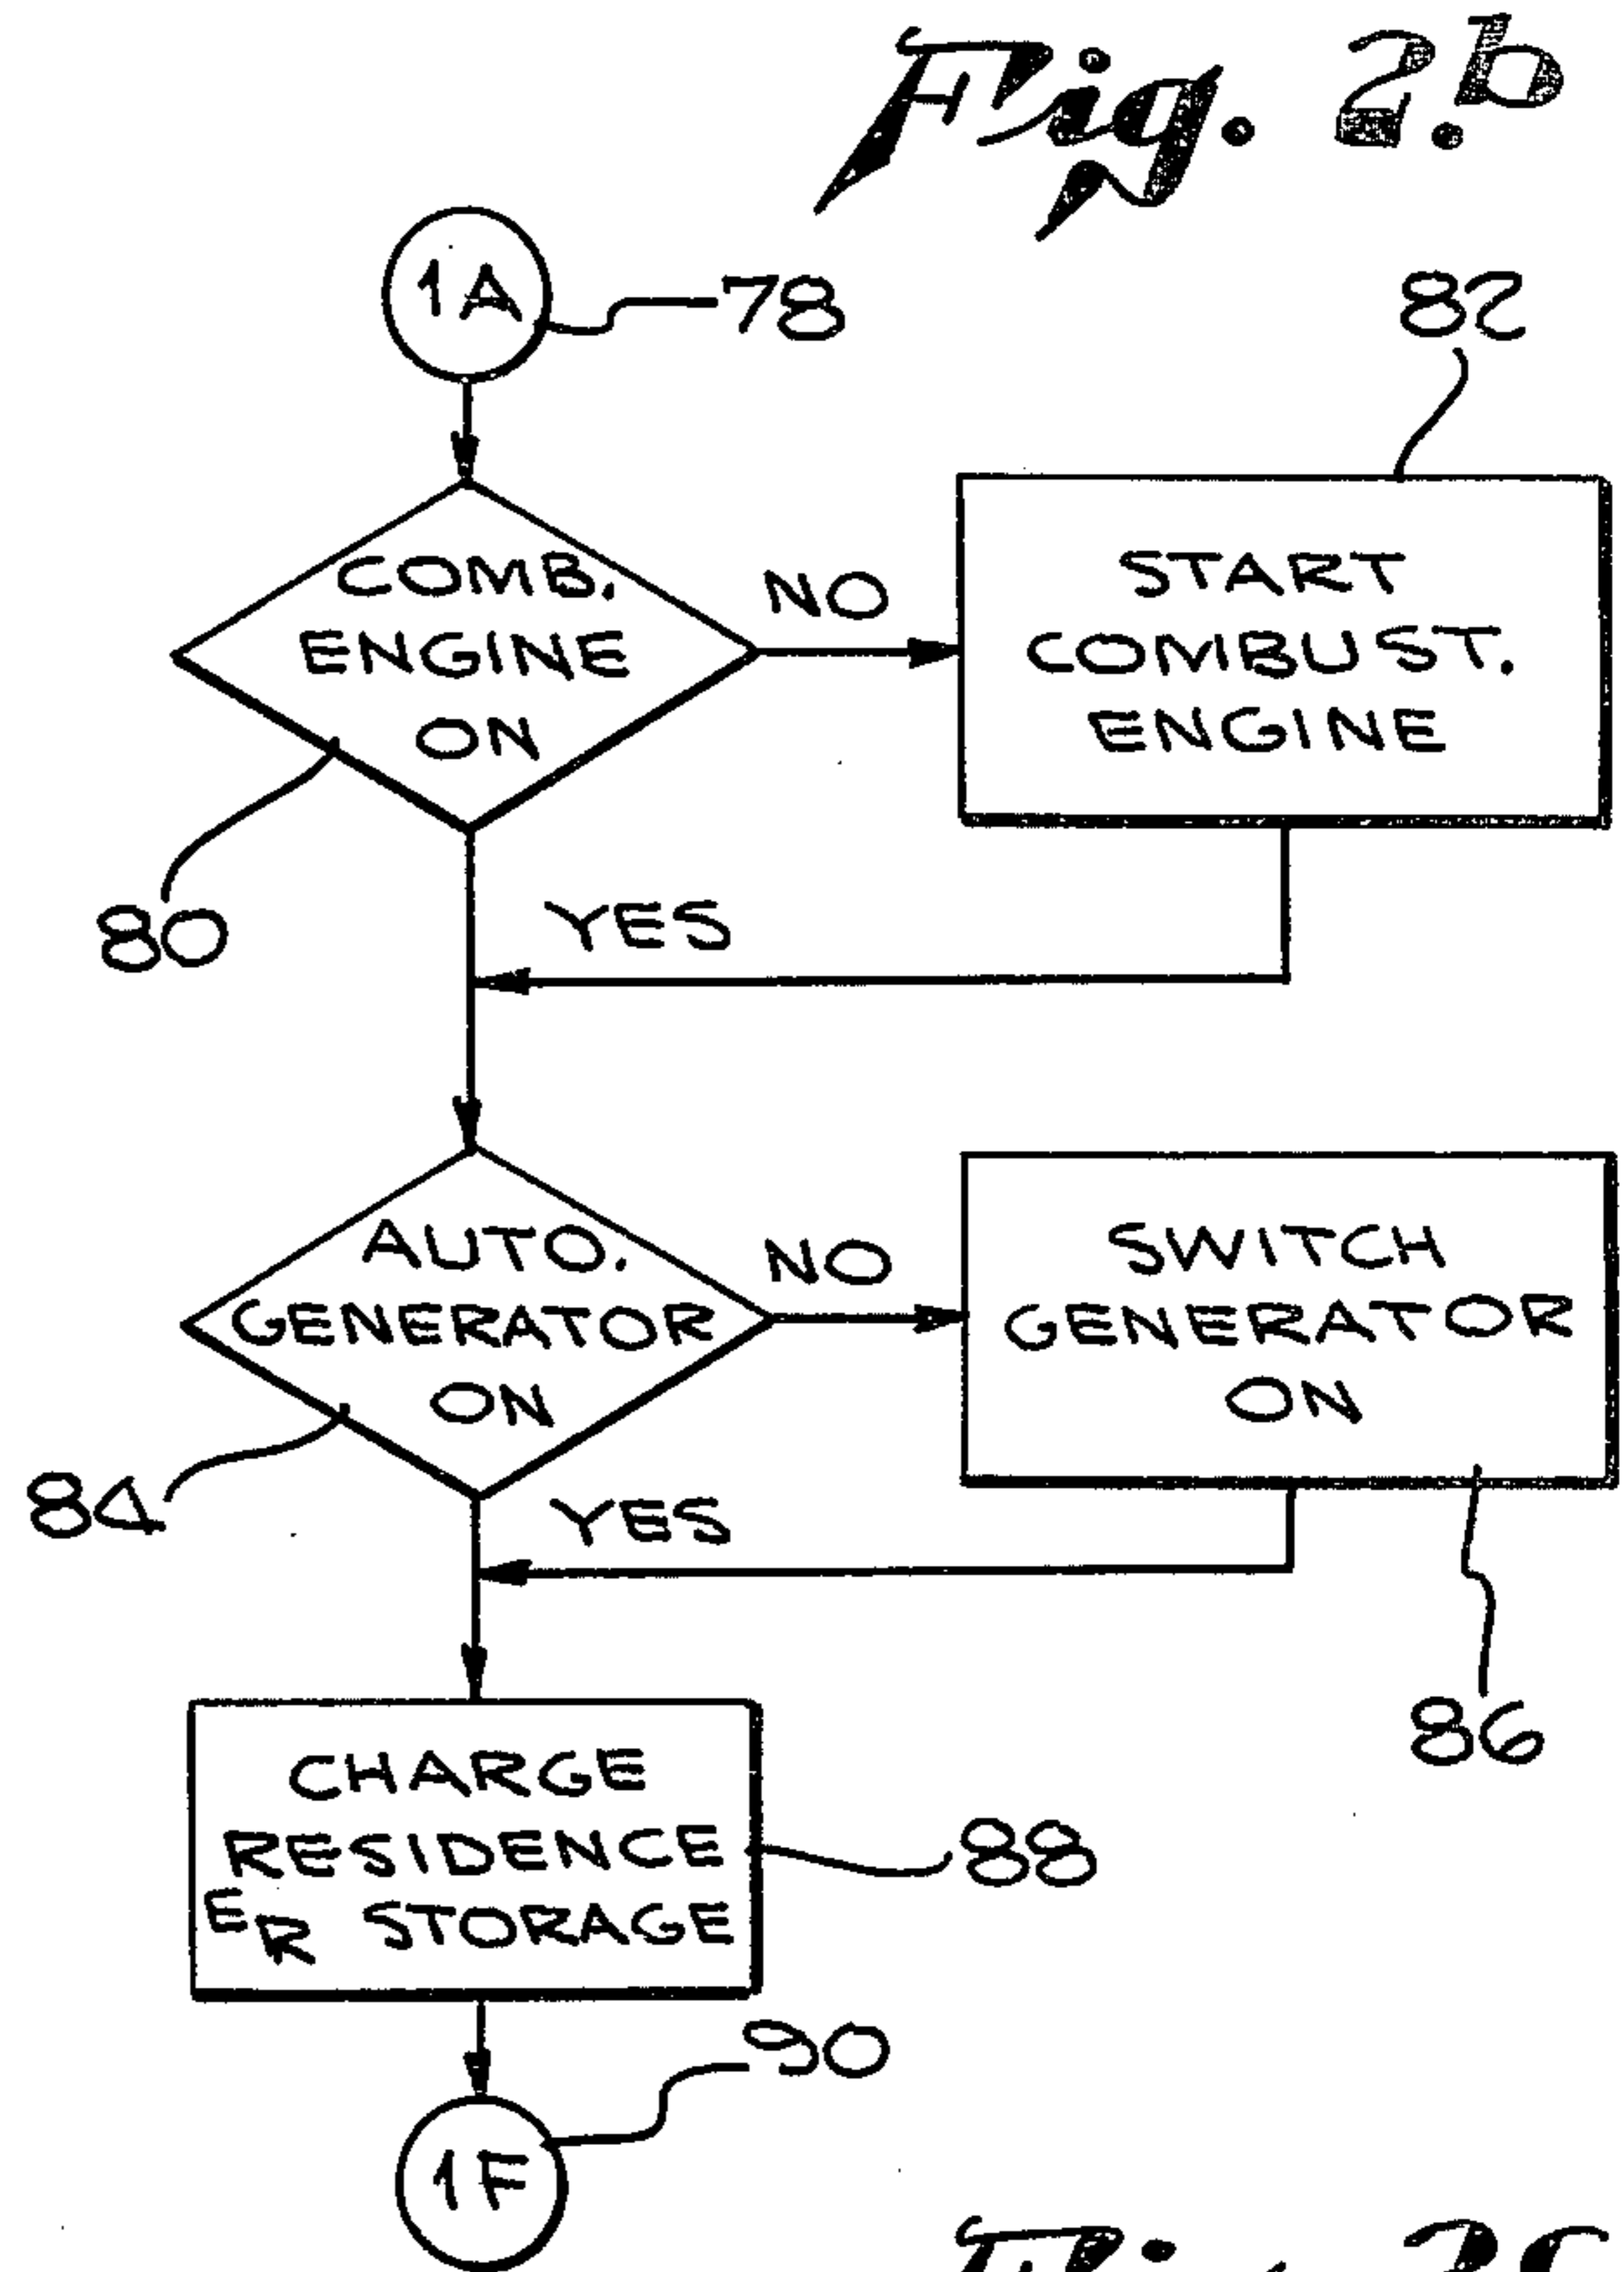 Fig. 2.b
1A
78
82
COMB.
ENGINE
ON
NO
START
COMBUST.
ENGINE
80
YES
AUTO.
GENERATOR
ON
NO
SWITCH
GENERATOR
ON
84
YES
86
CHARGE
RESIDENCE
ER STORAGE
88
90
1F